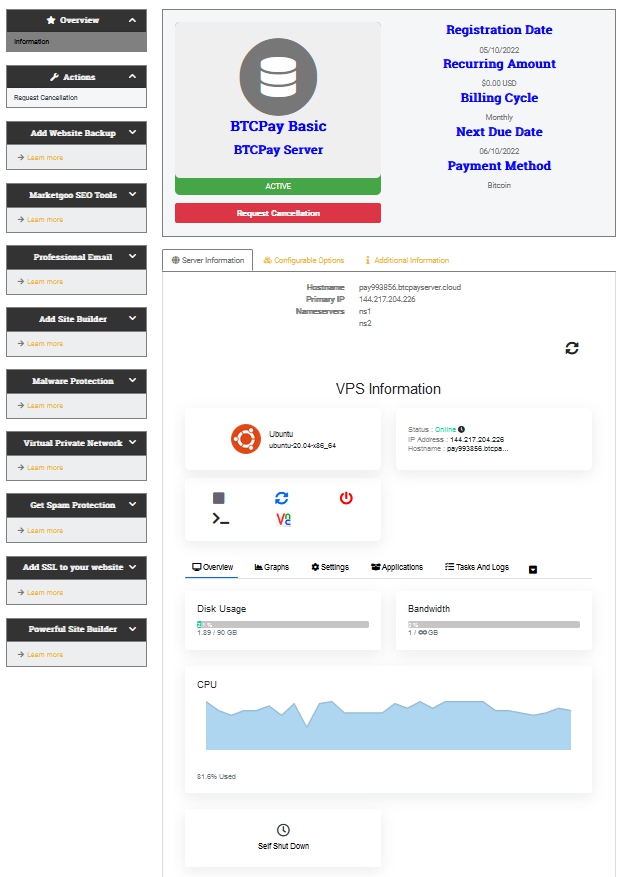 Overview
Information
Actions
Request Cancellation
Add Website Backup
Learn more
Marketgoo SEO Tools
Learn more
Professional Email
Learn more
Add Site Builder
Learn more
Malware Protection
Learn more
Virtual Private Network
Learn more
Get Spam Protection
Learn more
Add SSL to your website
Learn more
Powerful Site Builder
Learn more
BTCPay Basic
BTCPay Server
ACTIVE
Request Cancellation
Registration Date
05/10/2022
Recurring Amount
$0.00 USD
Billing Cycle
Monthly
Next Due Date
06/10/2022
Payment Method
Bitcoin
Server Information Configurable Options Additional Information
Hostname pay993856.btcpayserver.cloud
Primary IP 144.217.204.226
Nameservers ns1
ns2
VPS Information
Ubuntu
ubuntu-20.04-x86_64
Status : Online
IP Address : 144.217.204.226
Hostname : pay993856.btcpa...
Vnc
Overview Graphs Settings Applications Tasks And Logs
Disk Usage
1.89 / 90 GB
Bandwidth
1 / ∞ GB
CPU
81.6% Used
Self Shut Down